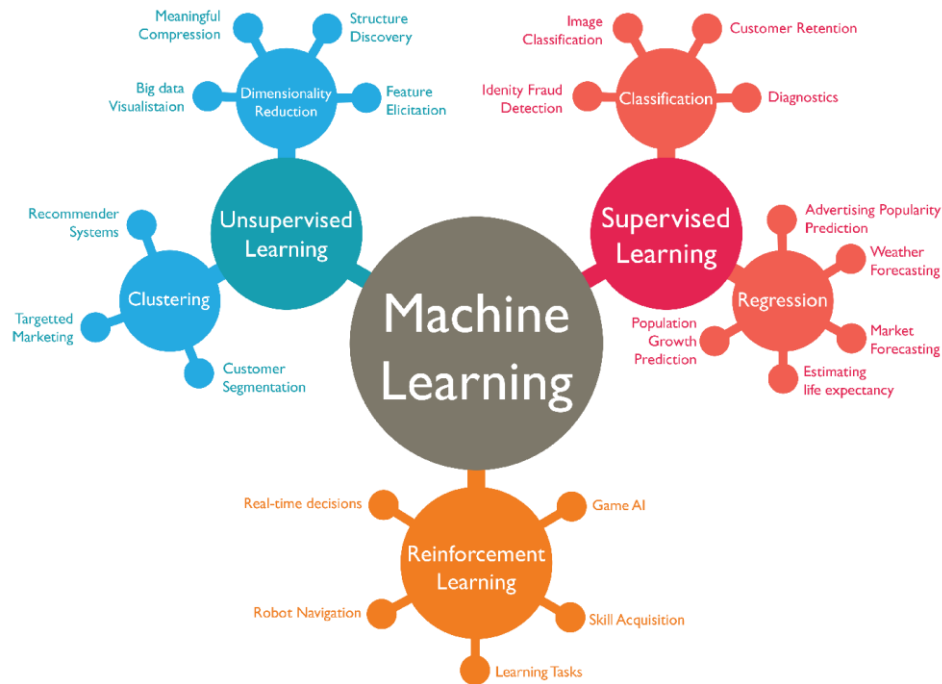 Meaningful
Compression
Structure
Discovery
Big data
Visualistaion
Dimensionality
Reduction
Feature
Elicitation
Image
Classification
Customer Retention
Idenity Fraud
Detection
Classification
Diagnostics
Recommender
Systems
Unsupervised
Learning
Clustering
Targetted
Marketing
Customer
Segmentation
Machine
Learning
Supervised
Learning
Advertising Popularity
Prediction
Weather
Forecasting
Regression
Population
Growth
Prediction
Market
Forecasting
Estimating
life expectancy
Real-time decisions
Game AI
Reinforcement
Learning
Robot Navigation
Skill Acquisition
Learning Tasks